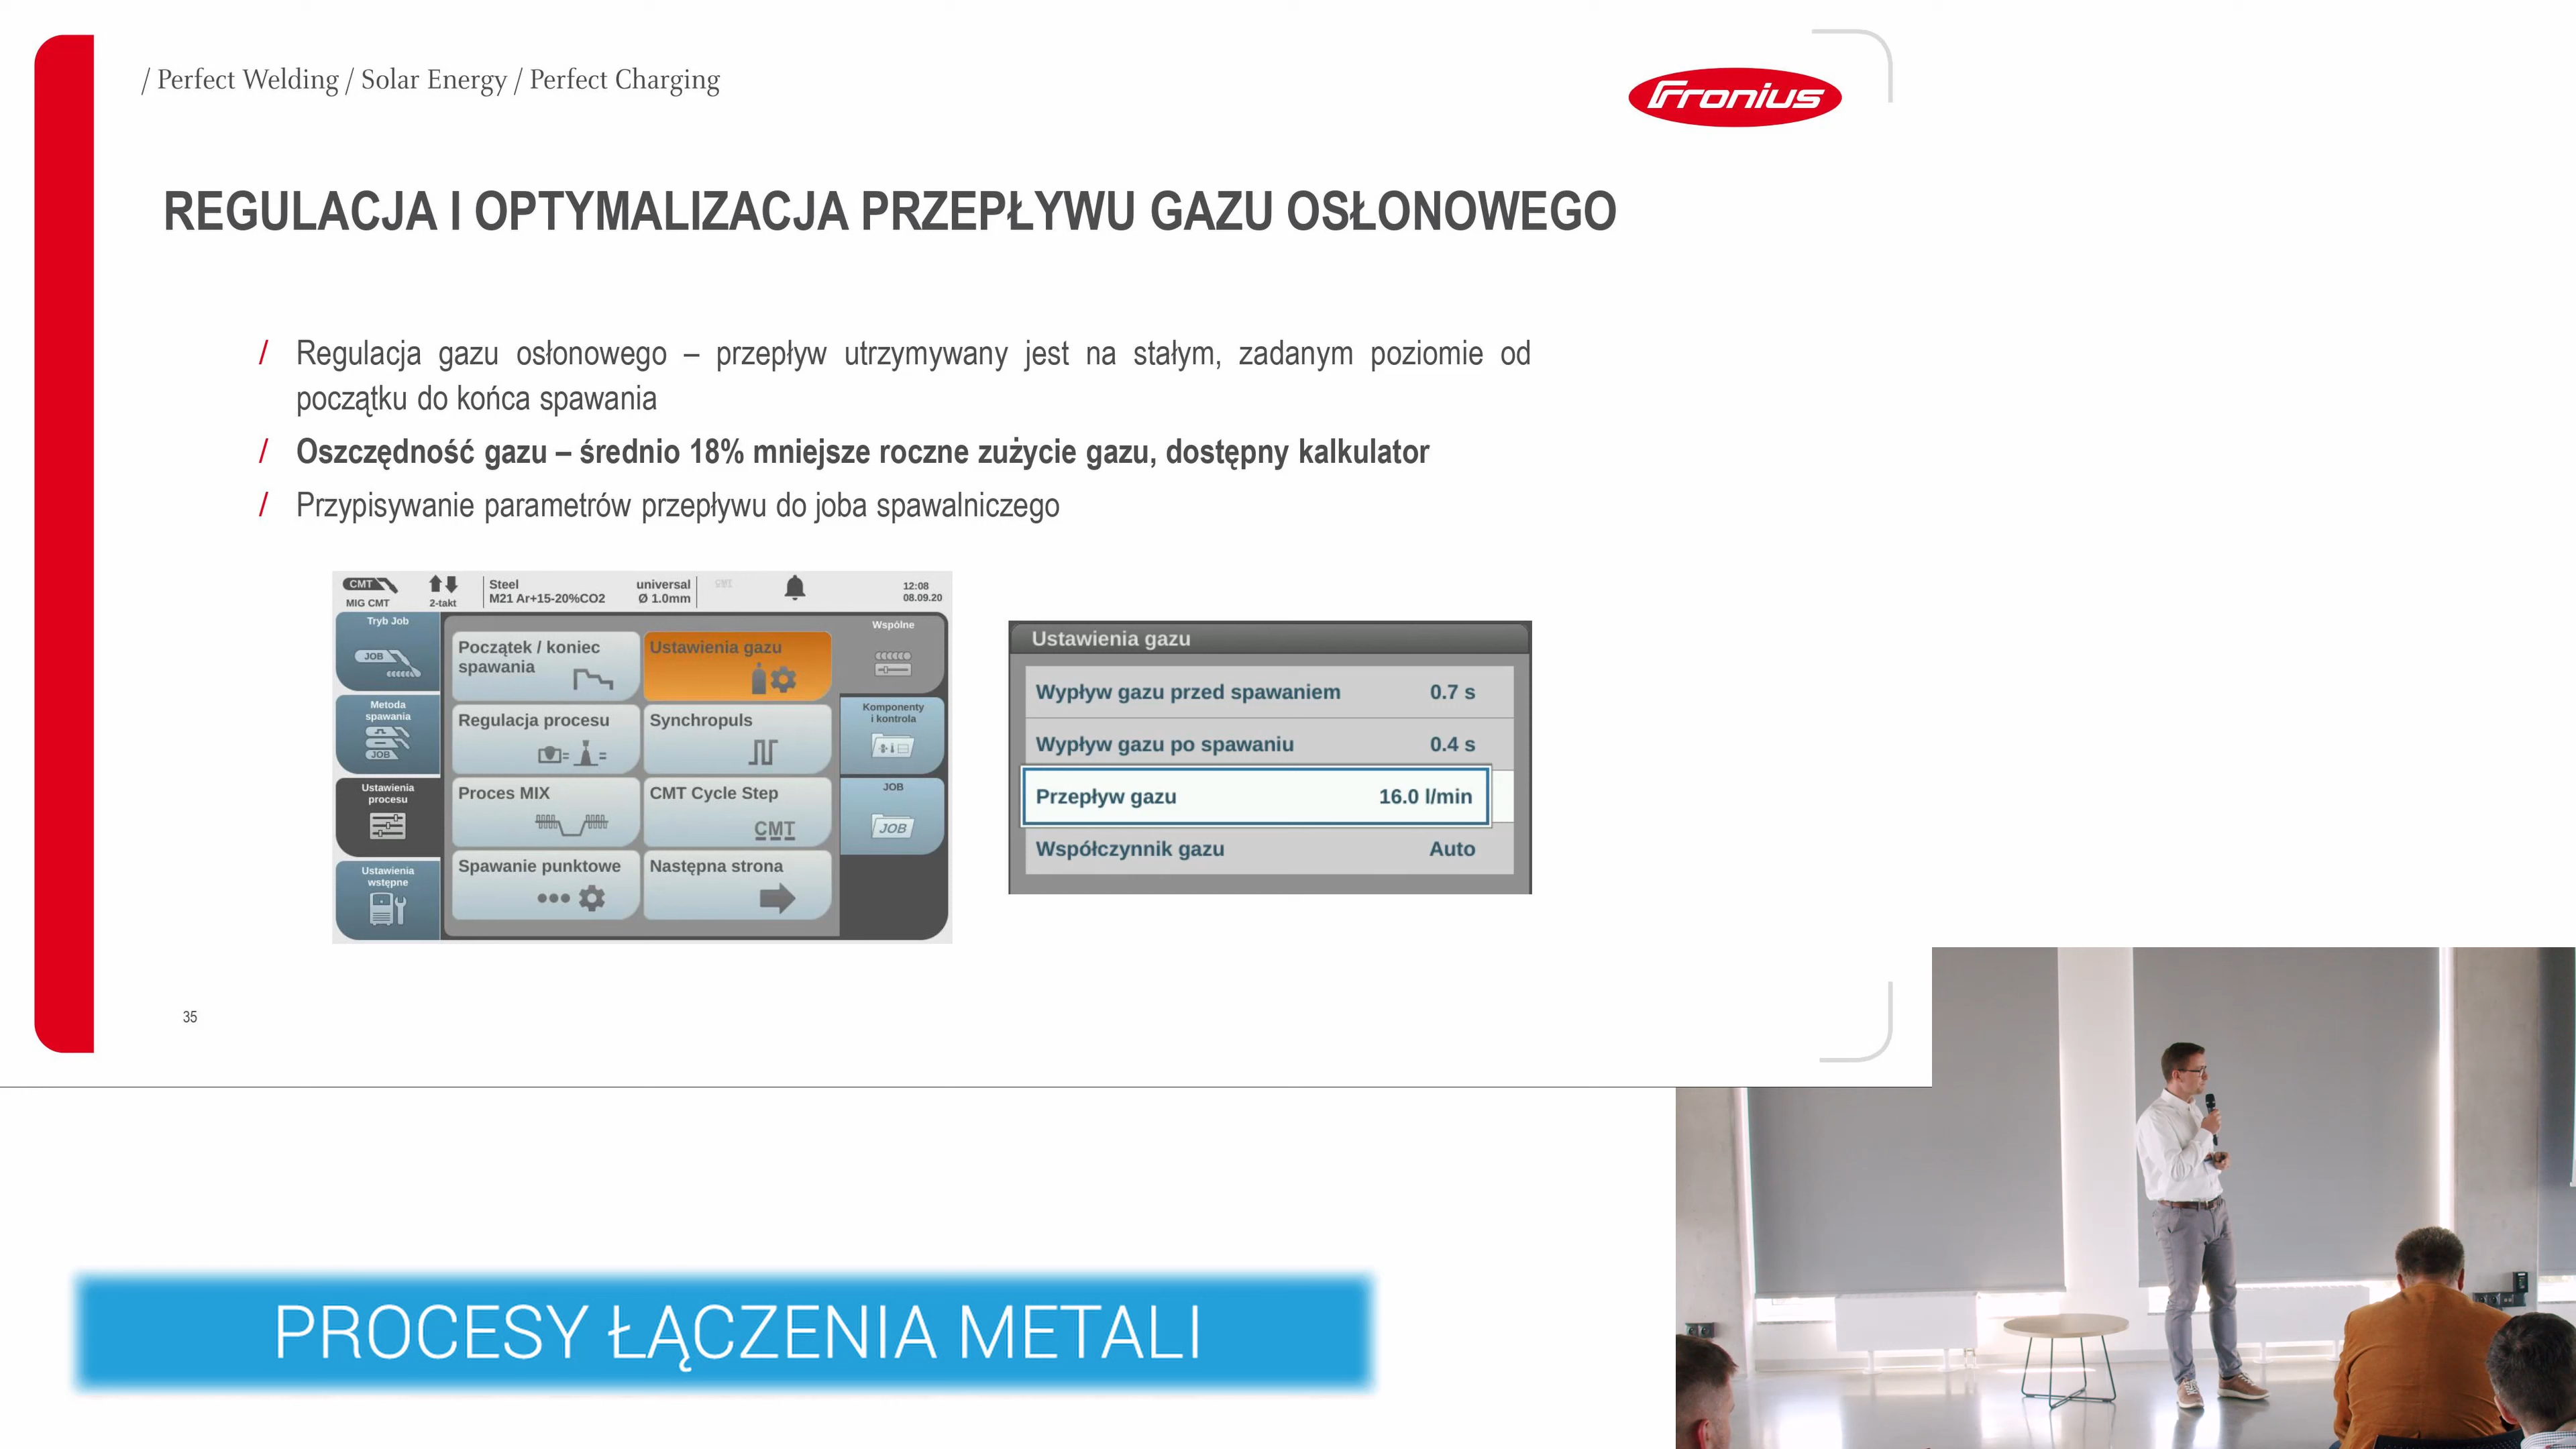 / Perfect Welding / Solar Energy / Perfect Charging
Fronius
REGULACJA I OPTYMALIZACJA PRZEPŁYWU GAZU OSŁONOWEGO
/ Regulacja gazu osłonowego – przepływ utrzymywany jest na stałym, zadanym poziomie od
początku do końca spawania
/ Oszczędność gazu – średnio 18% mniejsze roczne zużycie gazu, dostępny kalkulator
/ Przypisywanie parametrów przepływu do joba spawalniczego
CMT
MIG CMT
2-takt
Steel
M21 Ar+15-20%CO2
universal
Ø 1.0mm
12:08
08.09.20
Tryb Job
JOB
Metoda
spawania
JOB
Ustawienia
procesu
Ustawienia
wstępne
Początek / koniec
spawania
Ustawienia gazu
Regulacja procesu
Synchropuls
Proces MIX
CMT Cycle Step
CMT
Spawanie punktowe
Następna strona
Wspólne
Komponenty
i kontrola
JOB
JOB
Ustawienia gazu
Wypływ gazu przed spawaniem 0.7 s
Wypływ gazu po spawaniu 0.4 s
Przepływ gazu 16.0 l/min
Współczynnik gazu Auto
35
PROCESY ŁĄCZENIA METALI